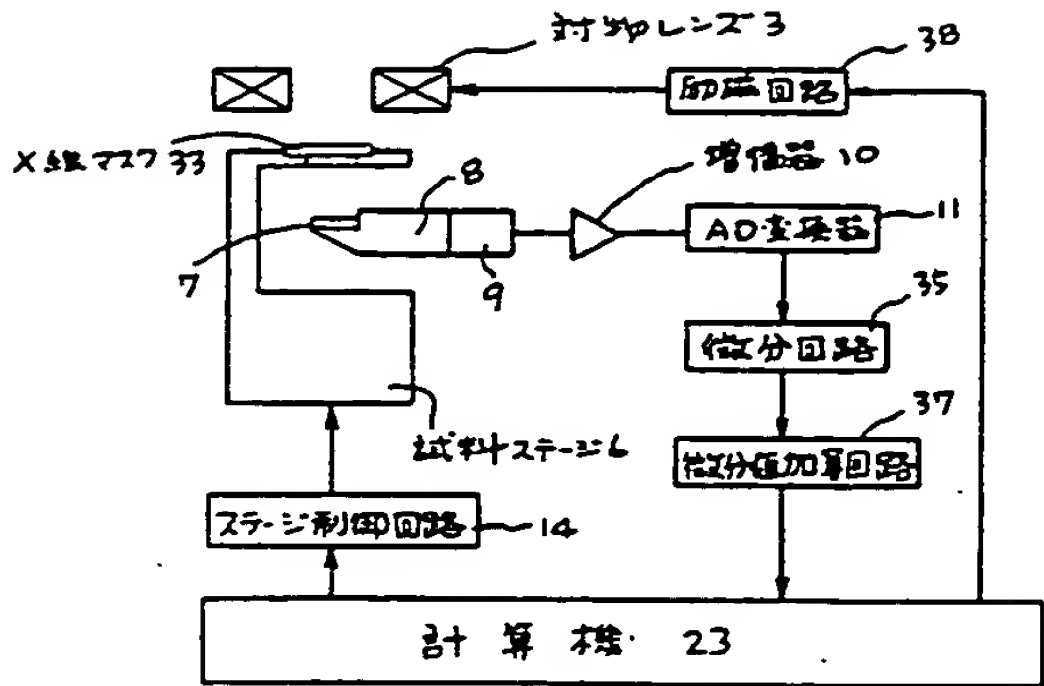 対物レンズ3
38
励磁回路
X線マスク33
増幅器10
8
11
AD変換器
7
9
35
微分回路
37
微分値加算回路
試料ステージ6
ステージ制御回路
14
計算機 23